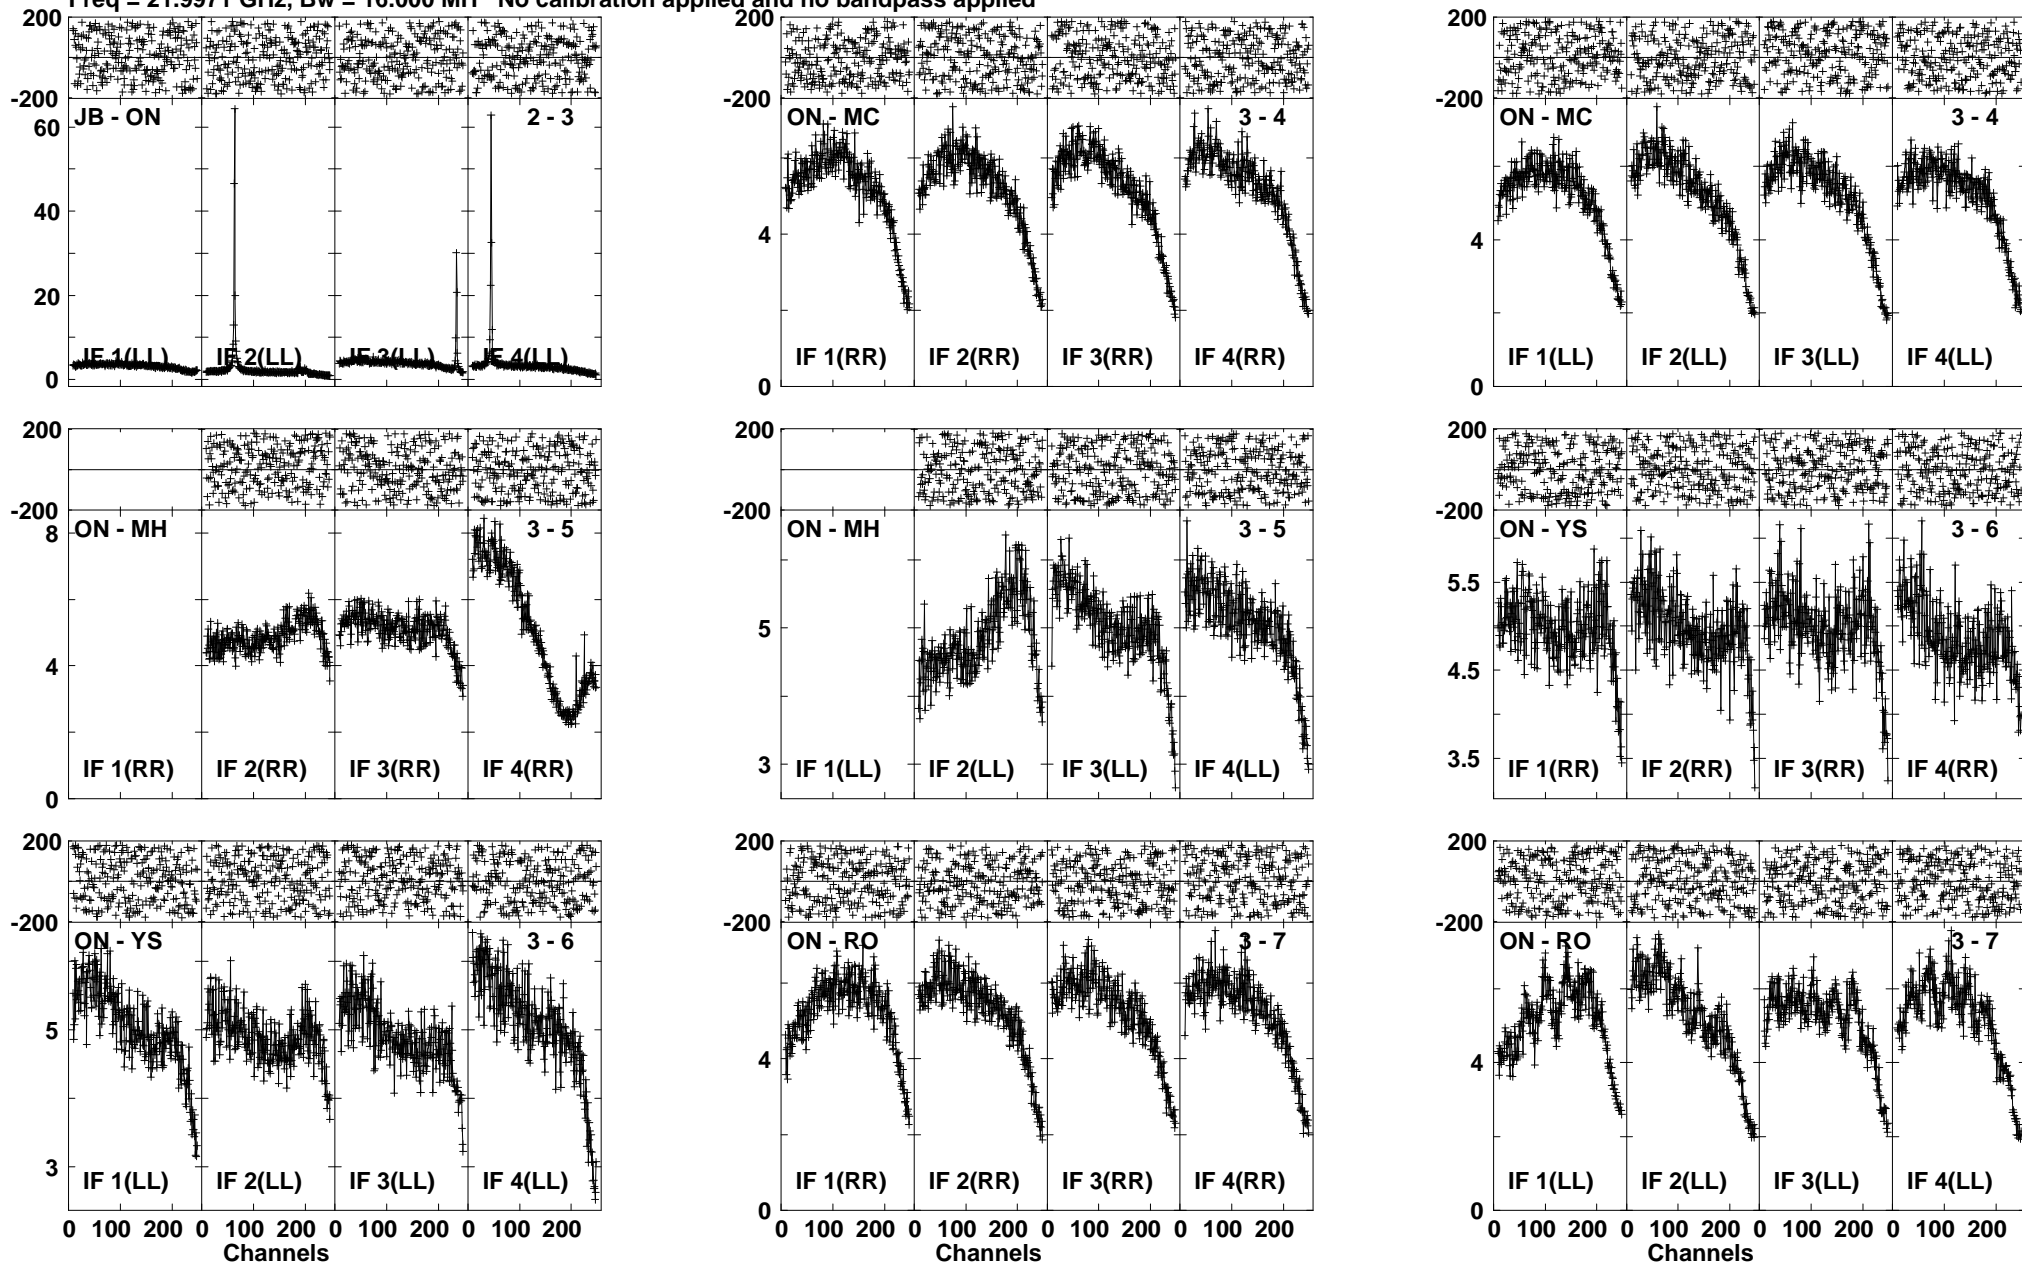 Freq = 21.9971 GHz, Bw = 16.000 MH No calibration applied and no bandpass applied
200 200 200
-200 -200 -200
JB - ON 2 - 3 ON - MC 3 - 4 ON - MC 3 - 4
60
40 4 4
20
IF 1(LL) IF 2(LL) IF 3(LL) IF 4(LL) IF 1(RR) IF 2(RR) IF 3(RR) IF 4(RR) IF 1(LL) IF 2(LL) IF 3(LL) IF 4(LL)
0 0 0
200 200 200
-200 -200 -200
8 ON - MH 3 - 5 ON - MH 3 - 5 ON - YS 3 - 6
5.5
5
4 4.5
3 3.5
IF 1(RR) IF 2(RR) IF 3(RR) IF 4(RR) IF 1(LL) IF 2(LL) IF 3(LL) IF 4(LL) IF 1(RR) IF 2(RR) IF 3(RR) IF 4(RR)
0
200 200 200
-200 -200 -200
ON - YS 3 - 6 ON - RO 3 - 7 ON - RO 3 - 7
5 4 4
3 IF 1(LL) IF 2(LL) IF 3(LL) IF 4(LL) IF 1(RR) IF 2(RR) IF 3(RR) IF 4(RR) IF 1(LL) IF 2(LL) IF 3(LL) IF 4(LL)
0 0
0 100 0 100 200 0 100 200 0 100 200 0 100 0 100 200 0 100 200 0 100 200 0 100 0 100 200 0 100 200 0 100 200
Channels Channels